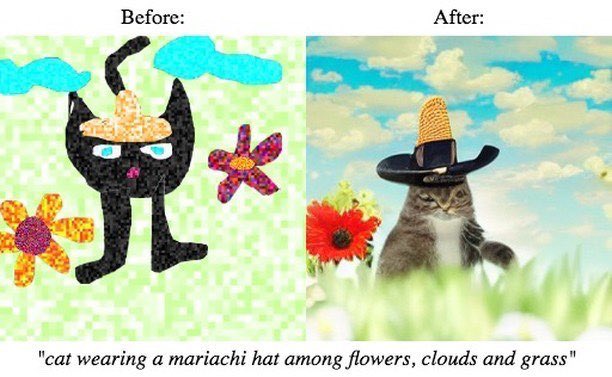 Before:
After:
"cat wearing a mariachi hat among flowers, clouds and grass"